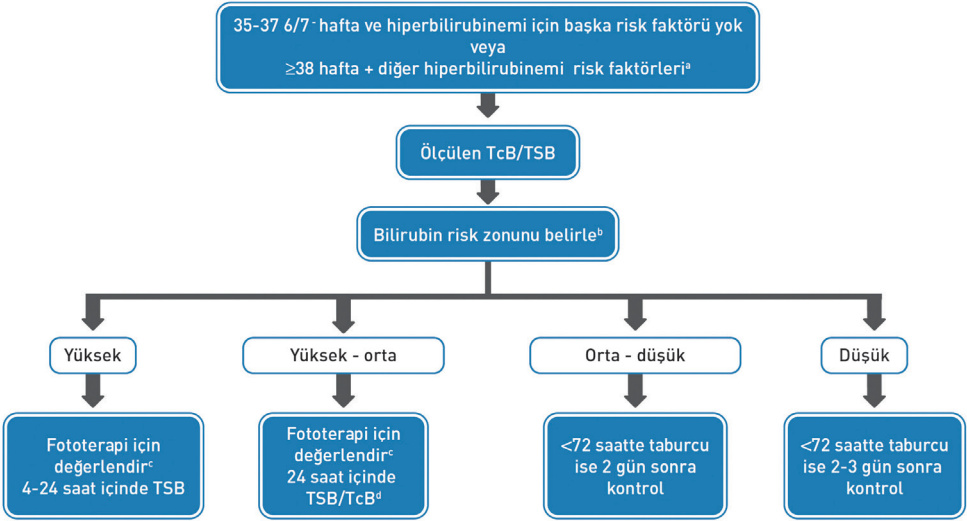 35-37 6/7 - hafta ve hiperbilirubinemi için başka risk faktörü yok
veya
≥38 hafta + diğer hiperbilirubinemi risk faktörleriᵃ
Ölçülen TcB/TSB
Bilirubin risk zonunu belirleᵇ
Yüksek
Yüksek - orta
Orta - düşük
Düşük
Fototerapi için
değerlendirᶜ
4-24 saat içinde TSB
Fototerapi için
değerlendirᶜ
24 saat içinde
TSB/TcBᵈ
<72 saatte taburcu
ise 2 gün sonra
kontrol
<72 saatte taburcu
ise 2-3 gün sonra
kontrol